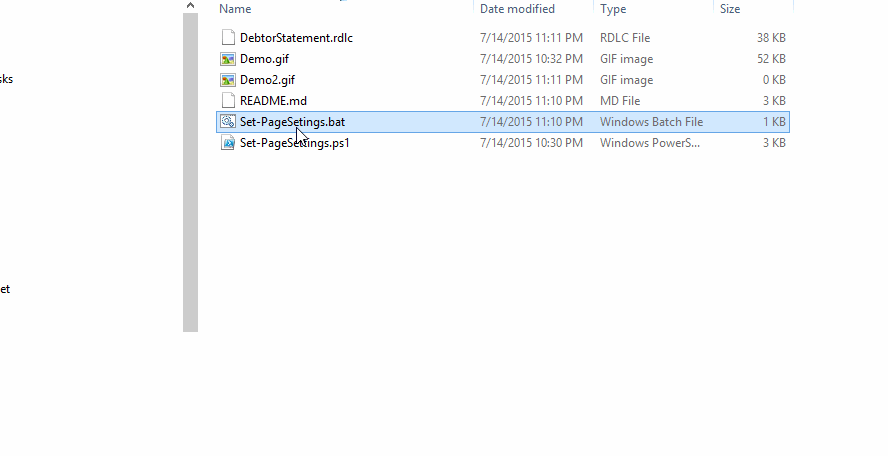 Name Date modified Type Size
DebtorStatement.rdlc 7/14/2015 11:11 PM RDLC File 38 KB
sks
Demo.gif 7/14/2015 10:32 PM GIF image 52 KB
Demo2.gif 7/14/2015 11:11 PM GIF image 0 KB
README.md 7/14/2015 11:10 PM MD File 3 KB
Set-PageSetings.bat 7/14/2015 11:10 PM Windows Batch File 1 KB
Set-PageSettings.ps1 7/14/2015 10:30 PM Windows PowerS... 3 KB
et